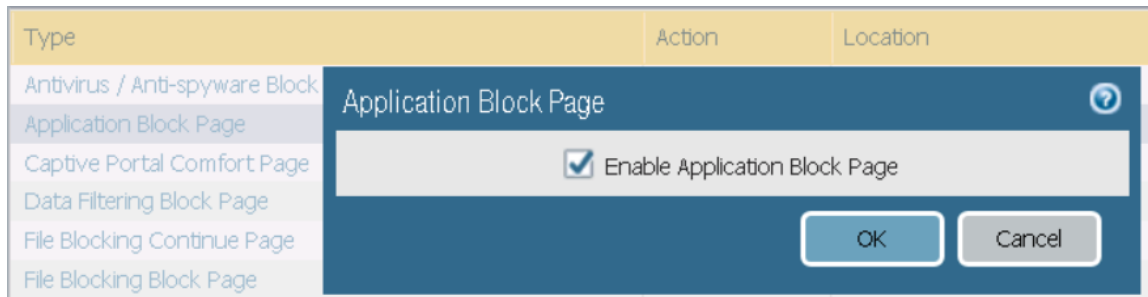 Type Action Location
Antivirus / Anti-spyware Block
Application Block Page
Captive Portal Comfort Page
Data Filtering Block Page
File Blocking Continue Page
File Blocking Block Page
Application Block Page ?
Enable Application Block Page
OK Cancel